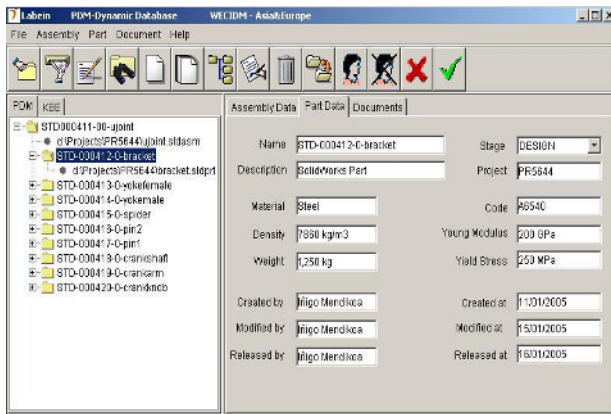 Labein PDM-Dynamic Database WECIDM - Asia&Europe
File Assembly Part Document Help
PDM KBE
STD000411-00-ujoint
d:\Projects\PR5644\ujoint.sldasm
STD-000412-0-bracket
d:\Projects\PR5644\bracket.sldprt
STD-000413-0-yokefemale
STD-000414-0-yokemale
STD-000415-0-spider
STD-000416-0-pin2
STD-000417-0-pin1
STD-000418-0-crankshaft
STD-000419-0-crankarm
STD-000420-0-crankknob
Assembly Data Part Data Documents
Name STD-000412-0-bracket Stage DESIGN
Description SolidWorks Part Project PR5644
Material Steel Code A6540
Density 7860 kg/m3 Young Modulus 200 GPa
Weight 1,250 kg Yield Stress 250 MPa
Created by Iñigo Mendikoa Created at 11/01/2005
Modified by Iñigo Mendikoa Modified at 15/01/2005
Released by Iñigo Mendikoa Released at 16/01/2005